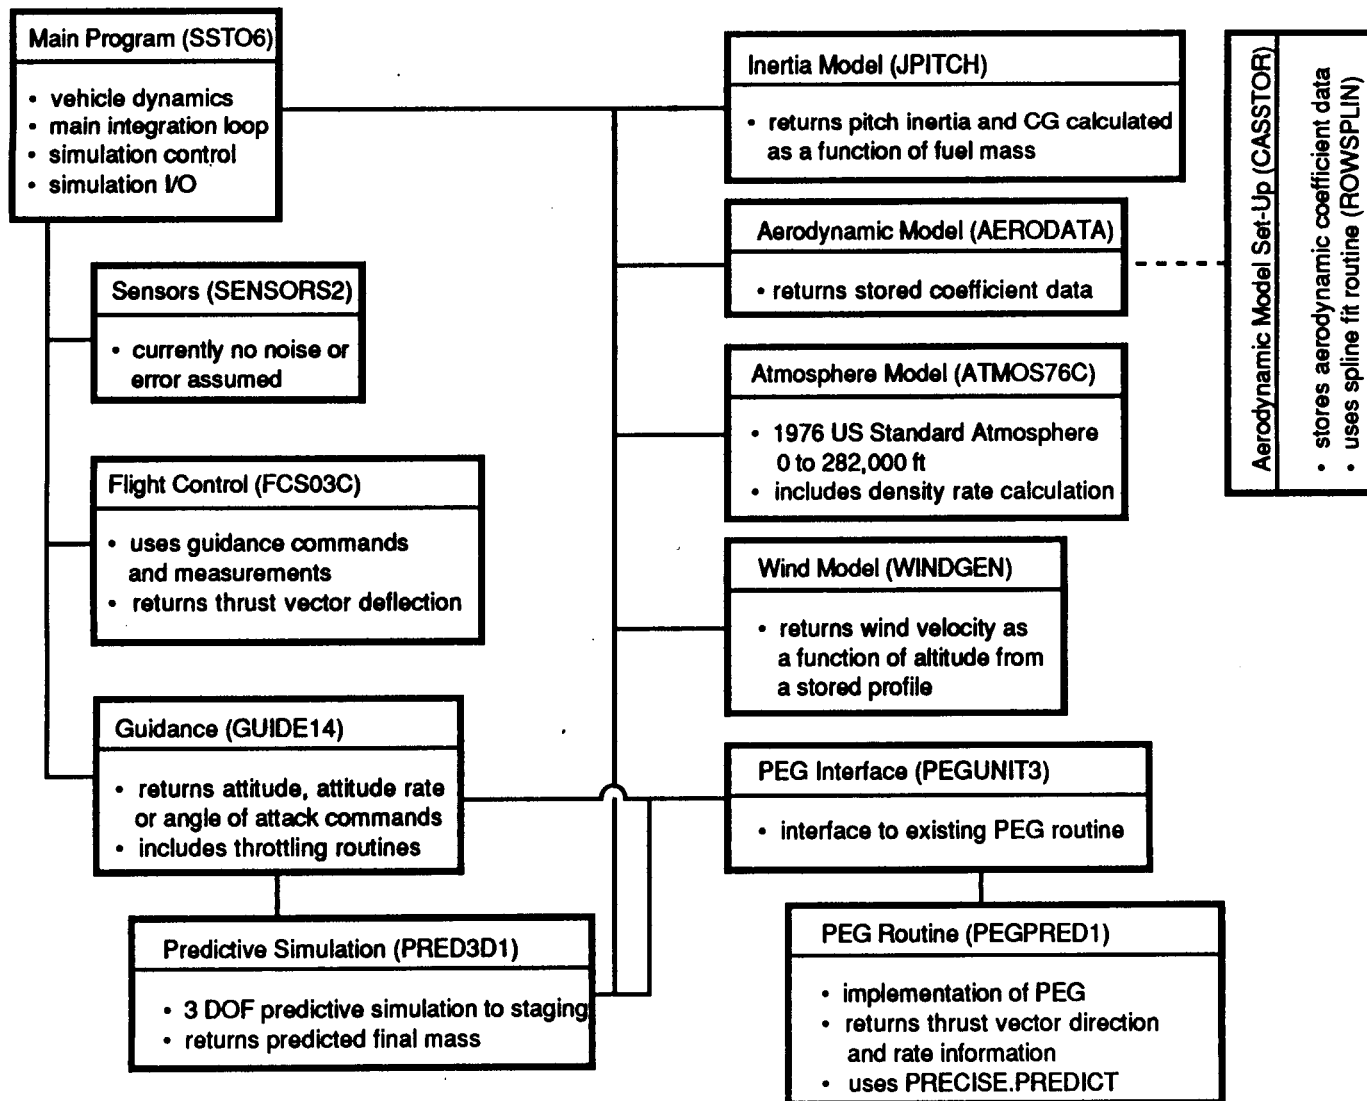 Main Program (SSTO6)
• vehicle dynamics
• main integration loop
• simulation control
• simulation I/O
Sensors (SENSORS2)
• currently no noise or
error assumed
Flight Control (FCS03C)
• uses guidance commands
and measurements
• returns thrust vector deflection
Guidance (GUIDE14)
• returns attitude, attitude rate
or angle of attack commands
• includes throttling routines
Predictive Simulation (PRED3D1)
• 3 DOF predictive simulation to staging
• returns predicted final mass
Inertia Model (JPITCH)
• returns pitch inertia and CG calculated
as a function of fuel mass
Aerodynamic Model (AERODATA)
• returns stored coefficient data
Atmosphere Model (ATMOS76C)
• 1976 US Standard Atmosphere
0 to 282,000 ft
• includes density rate calculation
Wind Model (WINDGEN)
• returns wind velocity as
a function of altitude from
a stored profile
PEG Interface (PEGUNIT3)
• interface to existing PEG routine
PEG Routine (PEGPRED1)
• implementation of PEG
• returns thrust vector direction
and rate information
• uses PRECISE.PREDICT
Aerodynamic Model Set-Up (CASSTOR)
• stores aerodynamic coefficient data
• uses spline fit routine (ROWSPLIN)